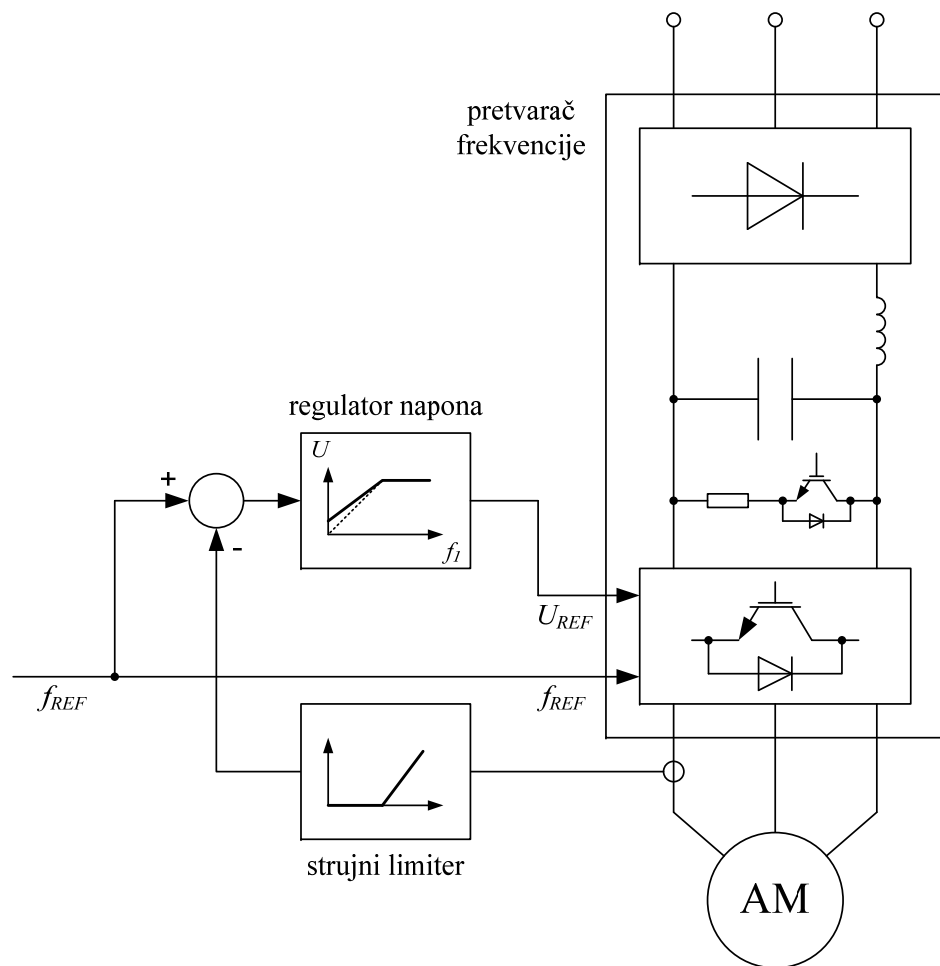 pretvarač
frekvencije
regulator napona
U
f1
+
-
UREF
fREF
fREF
strujni limiter
AM